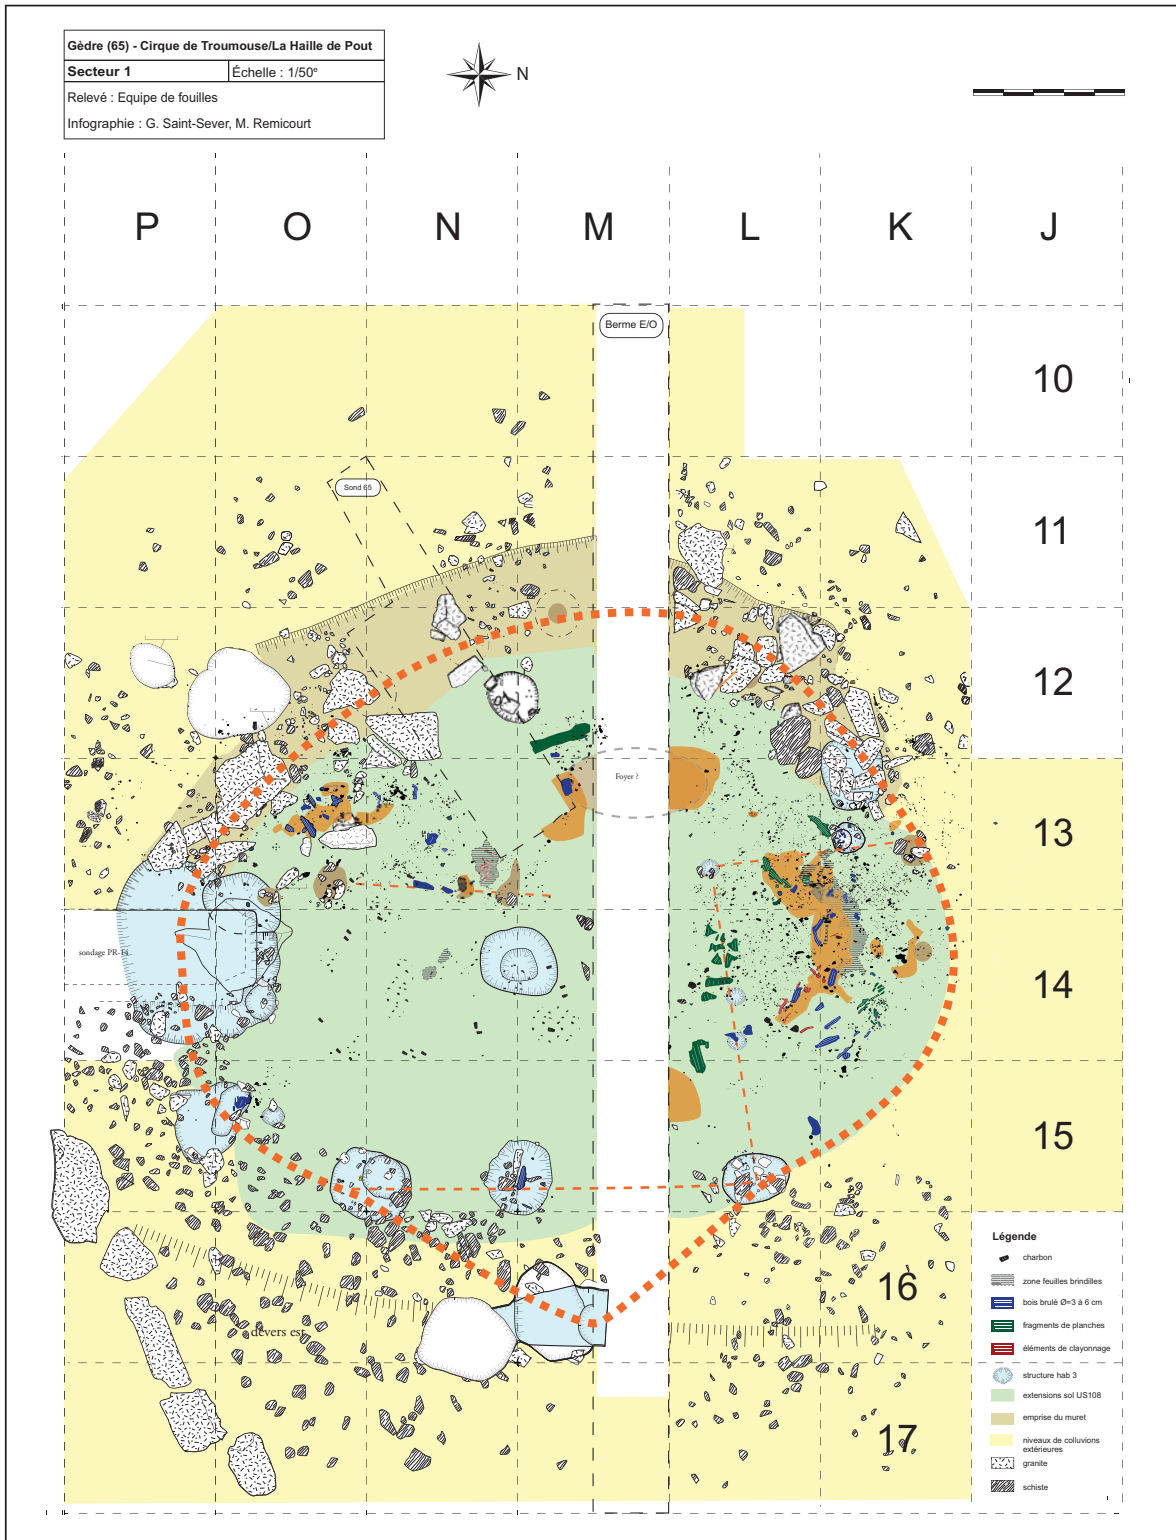 Gèdre (65) - Cirque de Troumouse/La Haille de Pout
Secteur 1
Échelle : 1/50e
Relevé : Equipe de fouilles
Infographie : G. Saint-Sever, M. Remicourt
N
P O N M L K J
Berme E/O
10
Sond 65
11
12
Foyer ?
13
sondage PR-14
14
15
Légende
charbon
zone feuilles brindilles
16
bois brulé Ø=3 à 6 cm
fragments de planches
dévers est
éléments de clayonnage
structure hab 3
extensions sol US108
emprise du muret
17
niveaux de colluvions
extérieures
granite
schiste